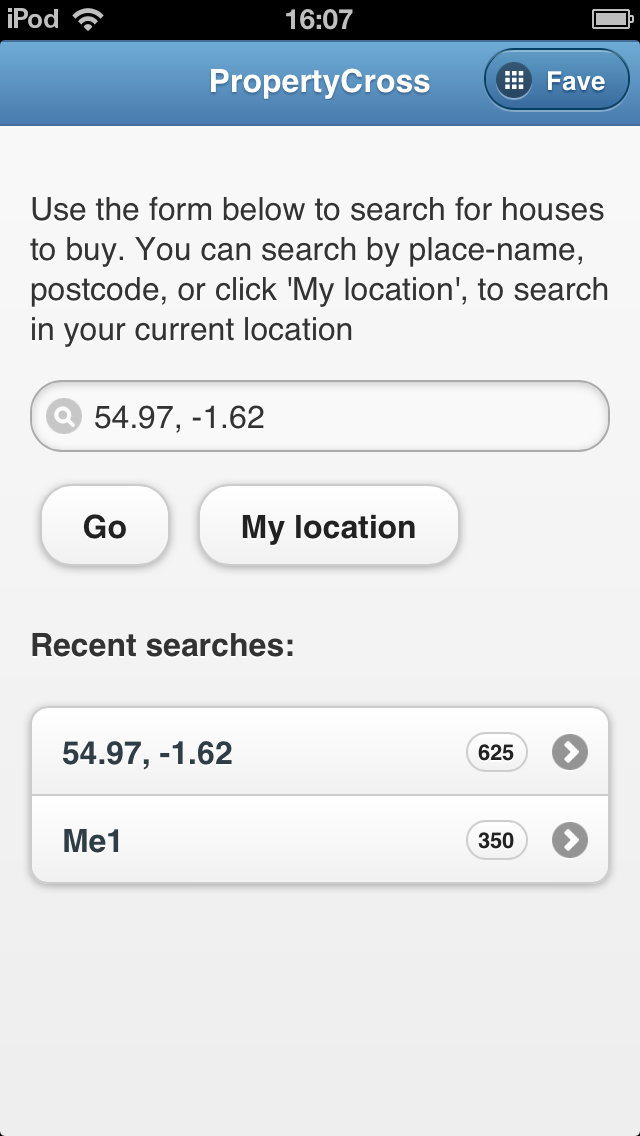 iPod 16:07
PropertyCross
Fave
Use the form below to search for houses
to buy. You can search by place-name,
postcode, or click 'My location', to search
in your current location
54.97, -1.62
Go
My location
Recent searches:
54.97, -1.62 625
Me1 350